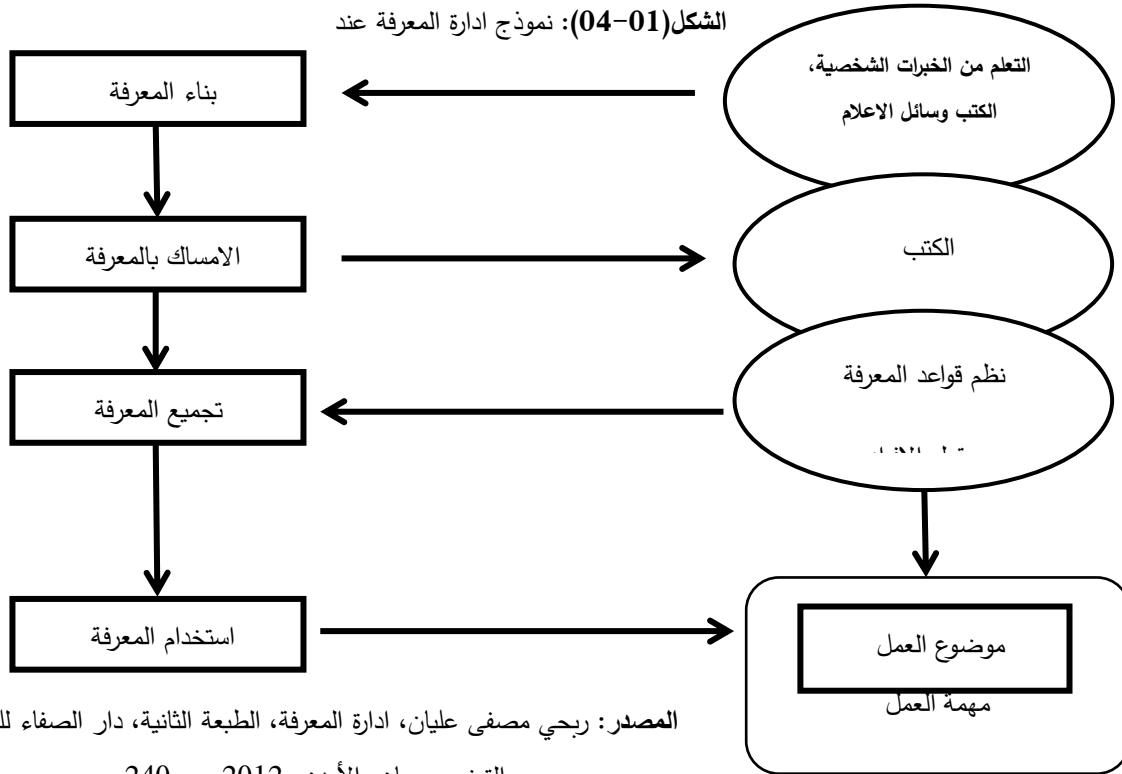 الشكل(01-04): نموذج ادارة المعرفة عند
التعلم من الخبرات الشخصية،
الكتب وسائل الاعلام
بناء المعرفة
الكتب
الامساك بالمعرفة
نظم قواعد المعرفة
تجميع المعرفة
موضوع العمل
مهمة العمل
استخدام المعرفة
المصدر: ربحي مصفى عليان، ادارة المعرفة، الطبعة الثانية، دار الصفاء
2012، 240